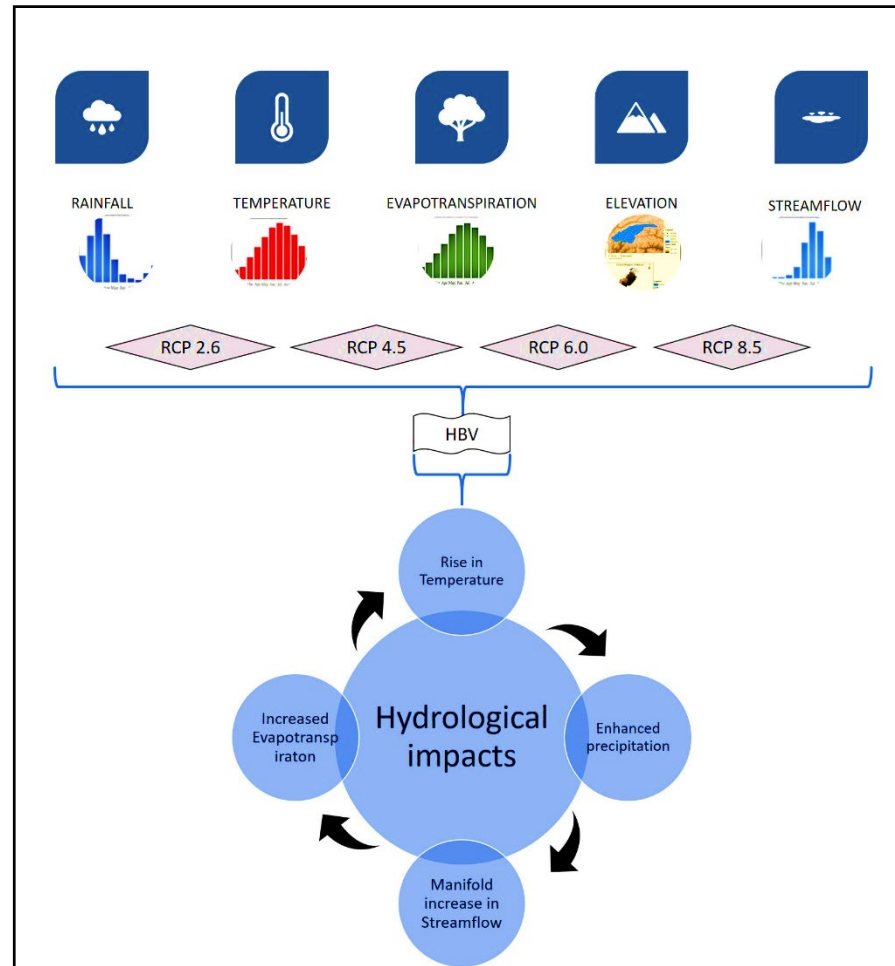 RAINFALL
TEMPERATURE
EVAPOTRANSPIRATION
ELEVATION
STREAMFLOW
RCP 2.6
RCP 4.5
RCP 6.0
RCP 8.5
HBV
Rise in
Temperature
Hydrological
impacts
Enhanced
precipitation
Manifold
increase in
Streamflow
Increased
Evapotransp
iraton